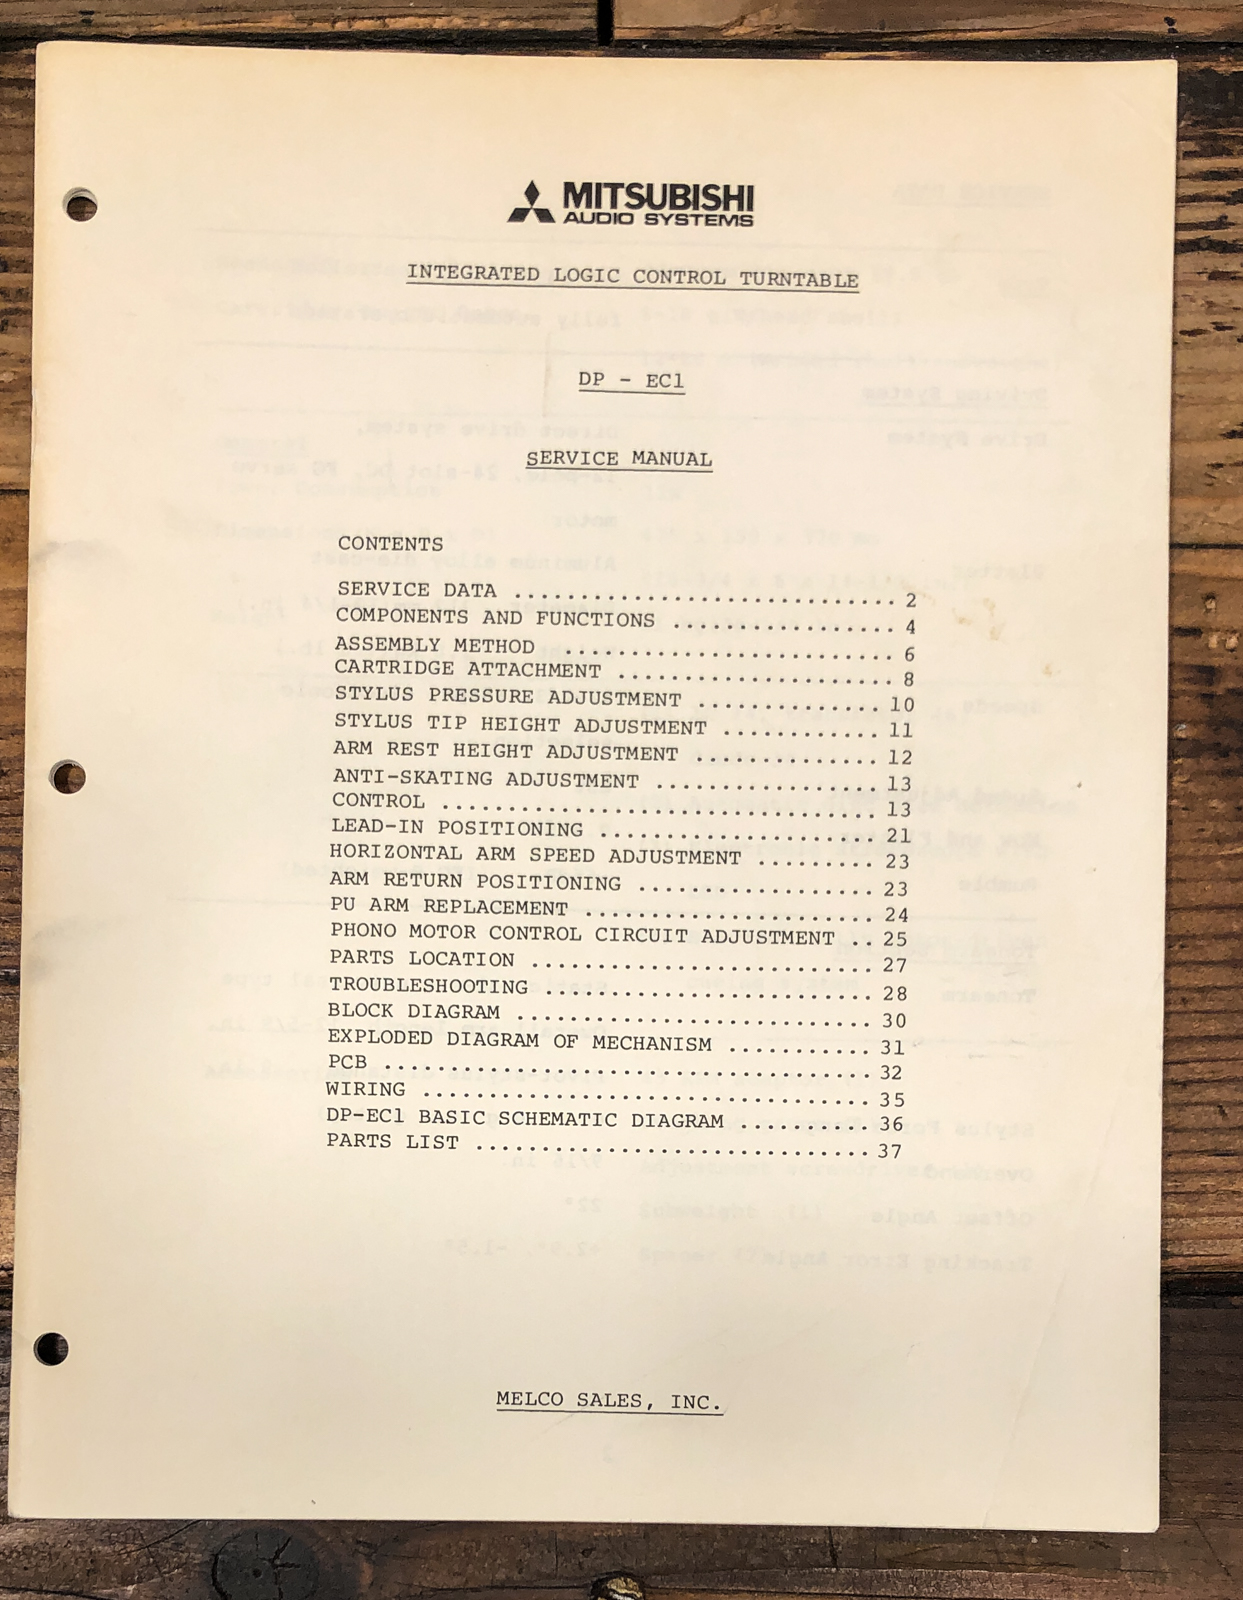 MITSUBISHI
AUDIO SYSTEMS
INTEGRATED LOGIC CONTROL TURNTABLE
DP - EC1
SERVICE MANUAL
CONTENTS
SERVICE DATA ............................. 2
COMPONENTS AND FUNCTIONS ................. 4
ASSEMBLY METHOD .......................... 6
CARTRIDGE ATTACHMENT ..................... 8
STYLUS PRESSURE ADJUSTMENT .............. 10
STYLUS TIP HEIGHT ADJUSTMENT ............ 11
ARM REST HEIGHT ADJUSTMENT .............. 12
ANTI-SKATING ADJUSTMENT ................. 13
CONTROL ................................. 13
LEAD-IN POSITIONING ..................... 21
HORIZONTAL ARM SPEED ADJUSTMENT ......... 23
ARM RETURN POSITIONING .................. 23
PU ARM REPLACEMENT ...................... 24
PHONO MOTOR CONTROL CIRCUIT ADJUSTMENT .. 25
PARTS LOCATION .......................... 27
TROUBLESHOOTING ......................... 28
BLOCK DIAGRAM ........................... 30
EXPLODED DIAGRAM OF MECHANISM ........... 31
PCB ..................................... 32
WIRING .................................. 35
DP-EC1 BASIC SCHEMATIC DIAGRAM .......... 36
PARTS LIST .............................. 37
MELCO SALES, INC.